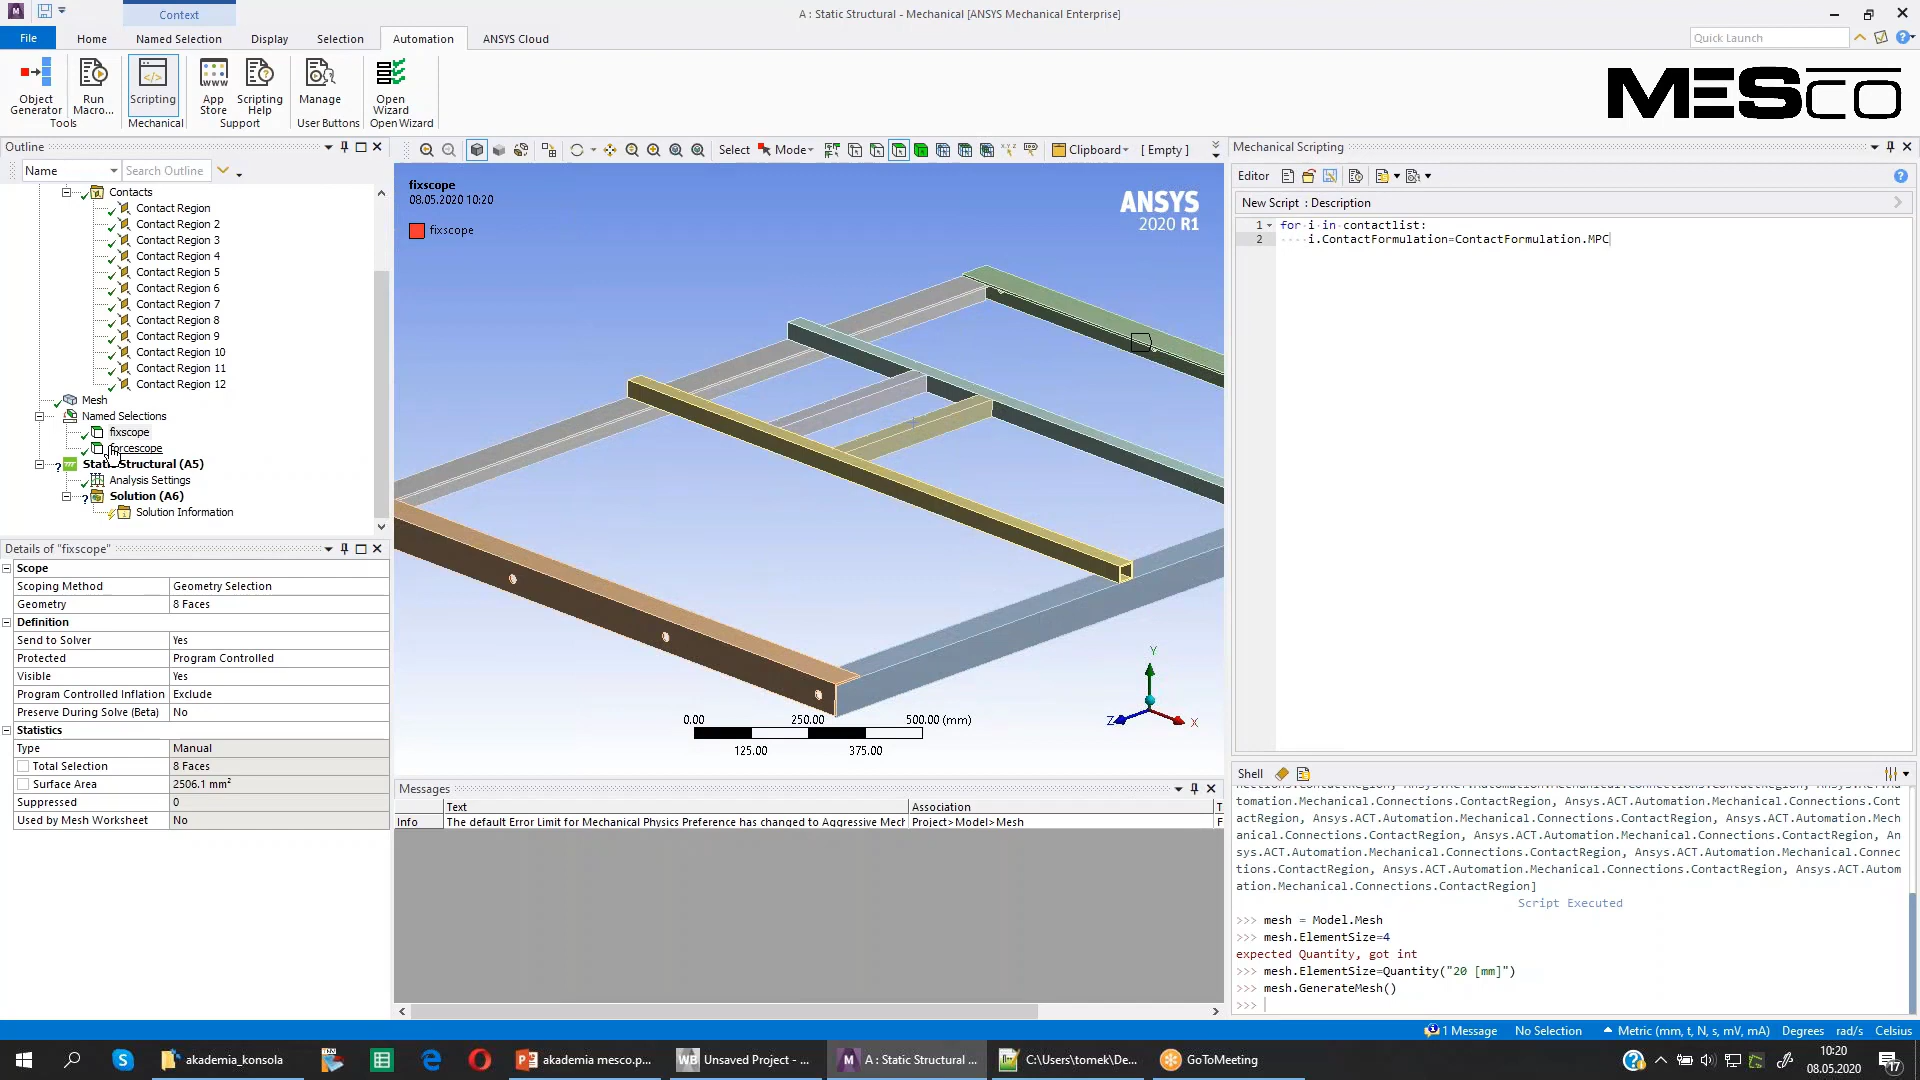 Context
A : Static Structural - Mechanical [ANSYS Mechanical Enterprise]
File
Home
Named Selection
Display
Selection
Automation
ANSYS Cloud
Quick Launch
Object Generator
Run Macro...
Scripting
App Store
Scripting Help
Manage
Open Wizard
Tools
Mechanical
Support
User Buttons
Open Wizard
MESco
Outline
Name
Search Outline
Contacts
Contact Region
Contact Region 2
Contact Region 3
Contact Region 4
Contact Region 5
Contact Region 6
Contact Region 7
Contact Region 8
Contact Region 9
Contact Region 10
Contact Region 11
Contact Region 12
Mesh
Named Selections
fixscope
forcescope
Static Structural (A5)
Analysis Settings
Solution (A6)
Solution Information
Details of "fixscope"
Scope
Scoping Method Geometry Selection
Geometry 8 Faces
Definition
Send to Solver Yes
Protected Program Controlled
Visible Yes
Program Controlled Inflation Exclude
Preserve During Solve (Beta) No
Statistics
Type Manual
Total Selection 8 Faces
Surface Area 2506.1 mm²
Suppressed 0
Used by Mesh Worksheet No
Select
Mode
Clipboard
[ Empty ]
fixscope
08.05.2020 10:20
fixscope
ANSYS
2020 R1
0.00 250.00 500.00 (mm)
125.00 375.00
Y
Z
X
Messages
Text Association T
Info The default Error Limit for Mechanical Physics Preference has changed to Aggressive Mech Project>Model>Mesh F
Mechanical Scripting
Editor
New Script : Description
1 for i in contactlist:
2 i.ContactFormulation=ContactFormulation.MPC
Shell
tomation.Mechanical.Connections.ContactRegion, Ansys.ACT.Automation.Mechanical.Connections.Cont
actRegion, Ansys.ACT.Automation.Mechanical.Connections.ContactRegion, Ansys.ACT.Automation.Mech
anical.Connections.ContactRegion, Ansys.ACT.Automation.Mechanical.Connections.ContactRegion, An
sys.ACT.Automation.Mechanical.Connections.ContactRegion, Ansys.ACT.Automation.Mechanical.Connec
tions.ContactRegion, Ansys.ACT.Automation.Mechanical.Connections.ContactRegion, Ansys.ACT.Autom
ation.Mechanical.Connections.ContactRegion]
Script Executed
>>> mesh = Model.Mesh
>>> mesh.ElementSize=4
expected Quantity, got int
>>> mesh.ElementSize=Quantity("20 [mm]")
>>> mesh.GenerateMesh()
>>>
1 Message
No Selection
Metric (mm, t, N, s, mV, mA)
Degrees
rad/s
Celsius
akademia_konsola
akademia mesco.p...
Unsaved Project - ...
A : Static Structural ...
C:\Users\tomek\De...
GoToMeeting
10:20
08.05.2020
17